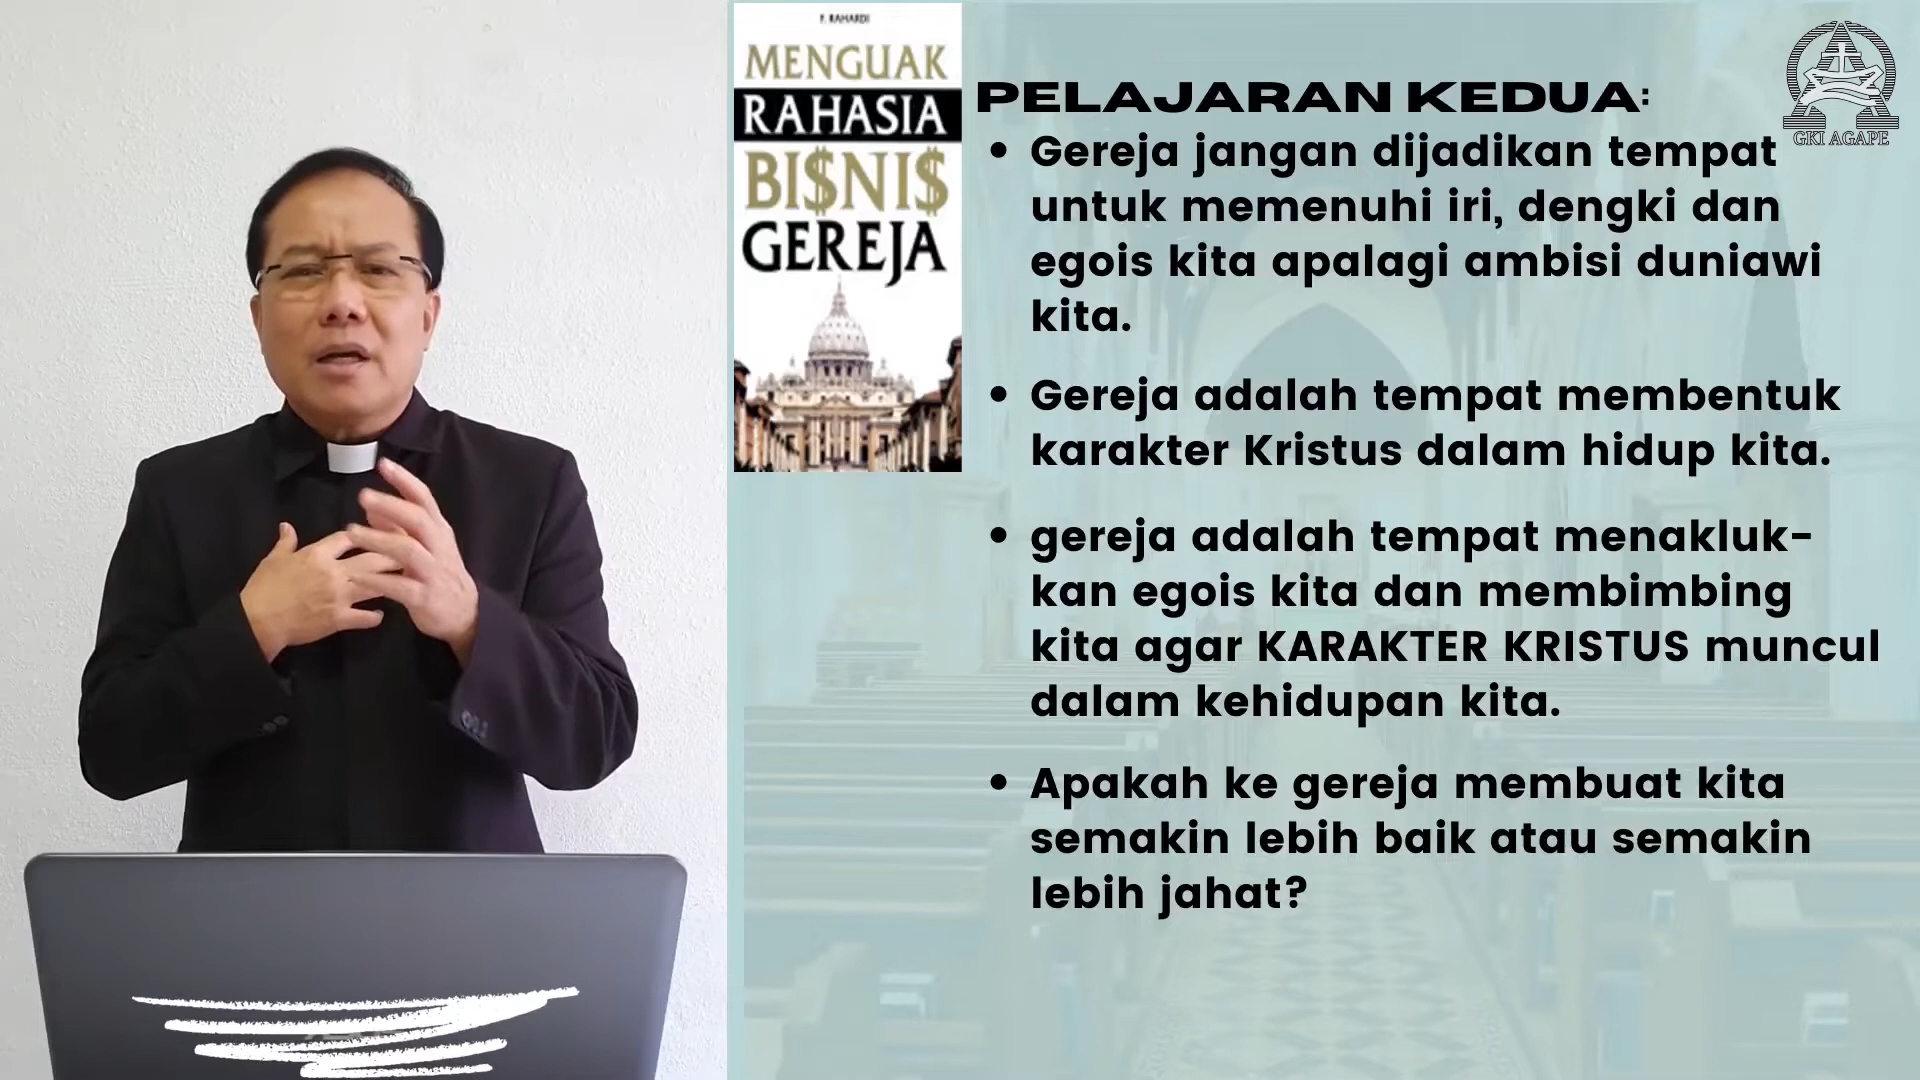 F. RAHARDI
MENGUAK
RAHASIA
BI$NI$
GEREJA
PELAJARAN KEDUA:
GKI AGAPE
• Gereja jangan dijadikan tempat
untuk memenuhi iri, dengki dan
egois kita apalagi ambisi duniawi
kita.
• Gereja adalah tempat membentuk
karakter Kristus dalam hidup kita.
• gereja adalah tempat menakluk-
kan egois kita dan membimbing
kita agar KARAKTER KRISTUS muncul
dalam kehidupan kita.
• Apakah ke gereja membuat kita
semakin lebih baik atau semakin
lebih jahat?